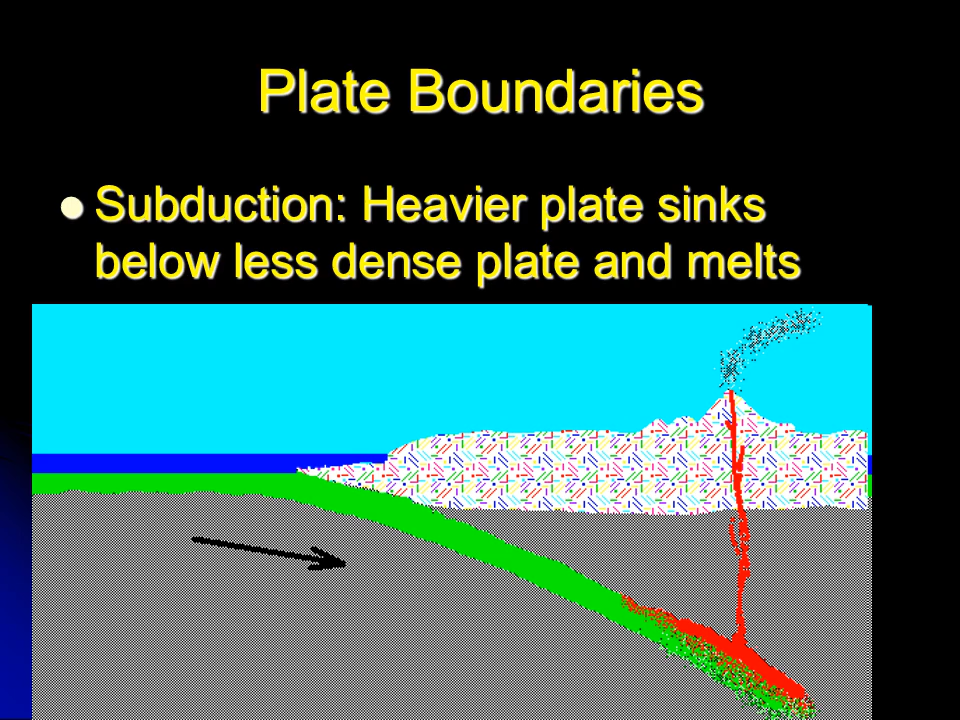 Plate Boundaries
Subduction: Heavier plate sinks
below less dense plate and melts